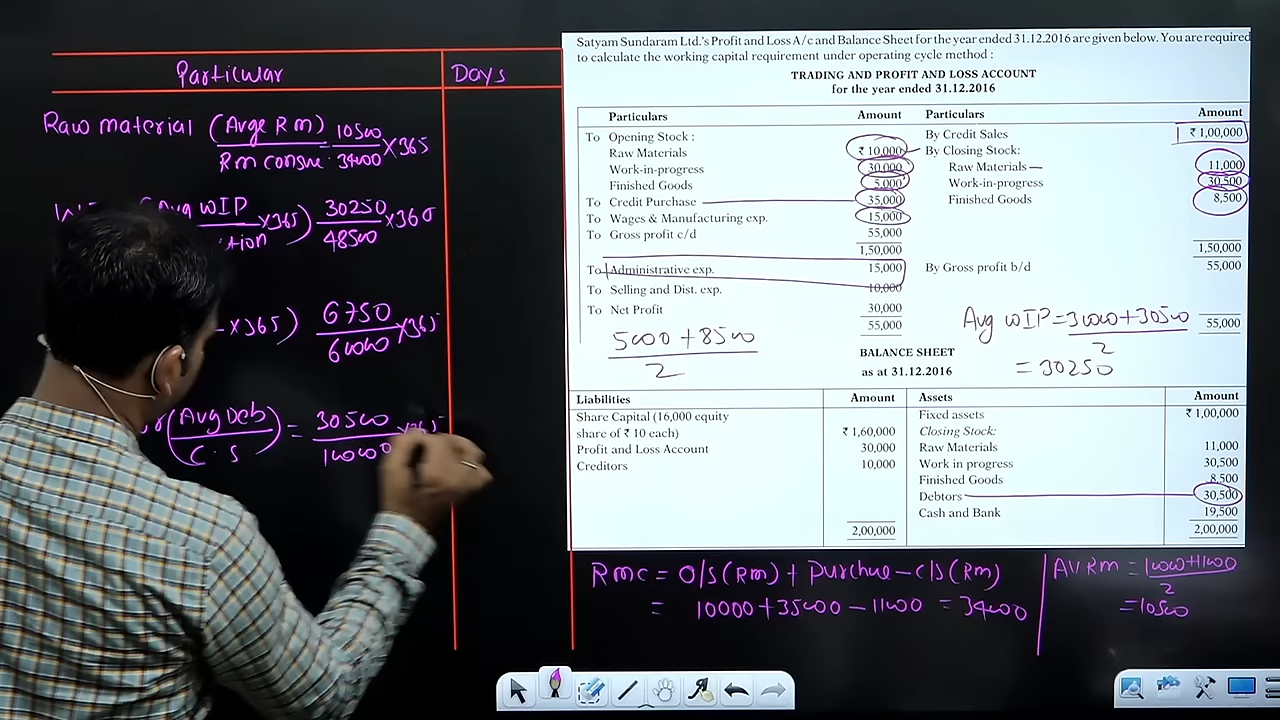 Particular
Days
Raw material (Avge Rm) = 10500 × 365
Rm consue. 34000
Avg WIP ×365) 30250 ×365
ction 48500
×365) 6750 ×365
60000
r (Avg Deb) = 30500 ×365
C.S 100000
Satyam Sundaram Ltd.'s Profit and Loss A/c and Balance Sheet for the year ended 31.12.2016 are given below. You are required
to calculate the working capital requirement under operating cycle method :
TRADING AND PROFIT AND LOSS ACCOUNT
for the year ended 31.12.2016
Particulars Amount Particulars Amount
To Opening Stock : By Credit Sales ₹ 1,00,000
Raw Materials ₹ 10,000 By Closing Stock:
Work-in-progress 30,000 Raw Materials 11,000
Finished Goods 5,000 Work-in-progress 30,500
To Credit Purchase 35,000 Finished Goods 8,500
To Wages & Manufacturing exp. 15,000
To Gross profit c/d 55,000
1,50,000 1,50,000
To Administrative exp. 15,000 By Gross profit b/d 55,000
To Selling and Dist. exp. 10,000
To Net Profit 30,000
55,000 55,000
5000 + 8500
2
Avg WIP = 30000 + 30500
2
= 30250
BALANCE SHEET
as at 31.12.2016
Liabilities Amount Assets Amount
Share Capital (16,000 equity Fixed assets ₹ 1,00,000
share of ₹ 10 each) ₹ 1,60,000 Closing Stock:
Profit and Loss Account 30,000 Raw Materials 11,000
Creditors 10,000 Work in progress 30,500
Finished Goods 8,500
Debtors 30,500
Cash and Bank 19,500
2,00,000 2,00,000
RMC = O/S (RM) + Purchue - C/S (RM)
= 10000 + 35000 - 11000 = 34000
AV RM = 10000+11000
2
= 10500